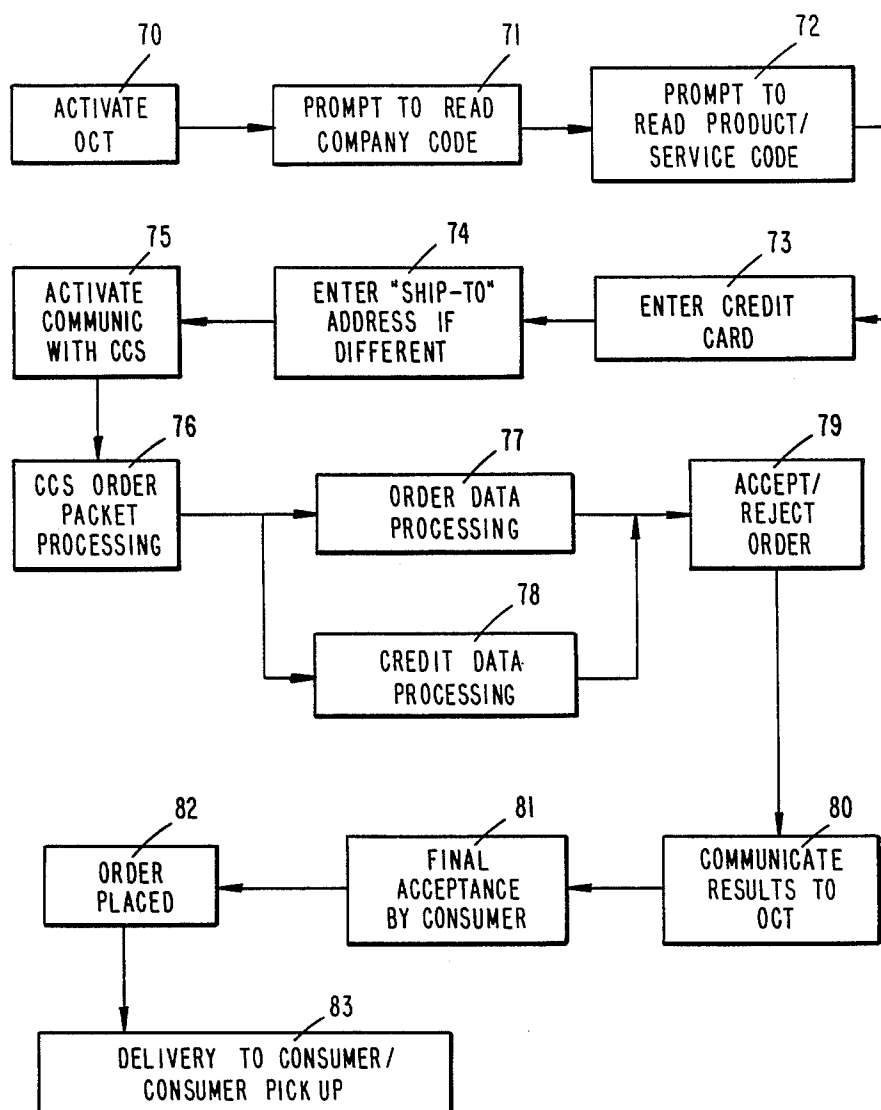 70
ACTIVATE
OCT
71
PROMPT TO READ
COMPANY CODE
72
PROMPT TO
READ PRODUCT/
SERVICE CODE
75
ACTIVATE
COMMUNIC
WITH CCS
74
ENTER "SHIP-TO"
ADDRESS IF
DIFFERENT
73
ENTER CREDIT
CARD
76
CCS ORDER
PACKET
PROCESSING
77
ORDER DATA
PROCESSING
78
CREDIT DATA
PROCESSING
79
ACCEPT/
REJECT
ORDER
82
ORDER
PLACED
81
FINAL
ACCEPTANCE
BY CONSUMER
80
COMMUNICATE
RESULTS TO
OCT
83
DELIVERY TO CONSUMER/
CONSUMER PICK UP